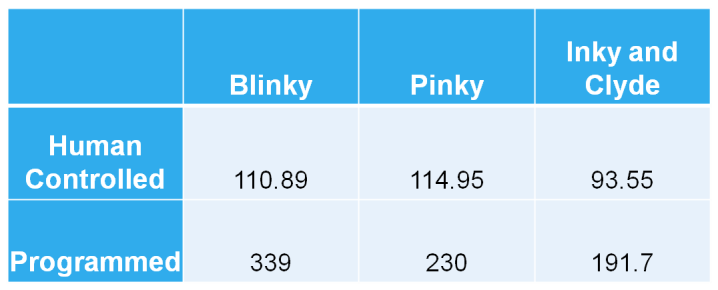 Blinky Pinky Inky and
Clyde
Human
Controlled 110.89 114.95 93.55
Programmed 339 230 191.7